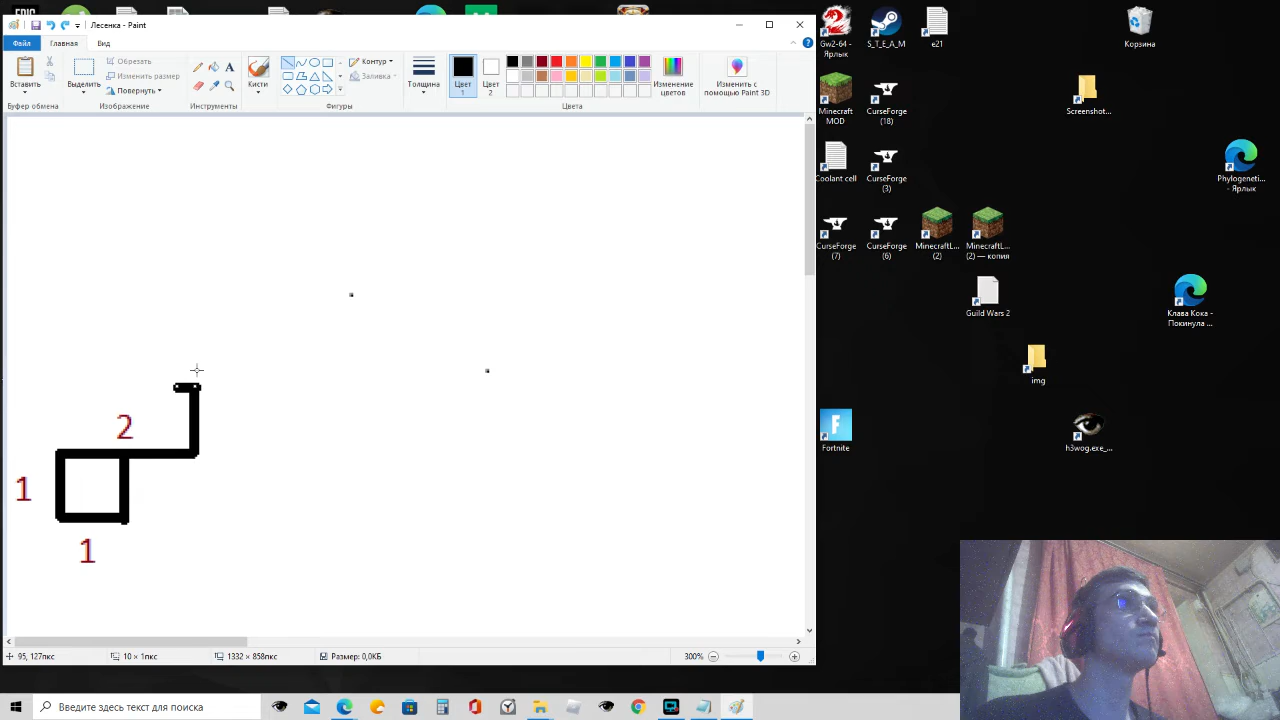 EPIC
Лесенка - Paint
Файл
Главная
Вид
Вставить
Буфер обмена
Выделить
Обрезать
Изменить размер
Повернуть
Изображение
Инструменты
Кисти
Контур
Заливка
Фигуры
Толщина
Цвет 1
Цвет 2
Цвета
Изменение цветов
Изменить с помощью Paint 3D
2
1
1
95, 127пкс
10 × 1пкс
1332 × 858пкс
Размер: 0,0КБ
300%
Gw2-64 - Ярлык
S_T_E_A_M
e21
Корзина
Minecraft MOD
CurseForge (18)
Screenshot...
Coolant cell
CurseForge (3)
Phylogeneti... - Ярлык
CurseForge (7)
CurseForge (6)
MinecraftL... (2)
MinecraftL... (2) — копия
Guild Wars 2
Клава Кока - Покинула ...
img
F
Fortnite
h3wog.exe_...
Введите здесь текст для поиска